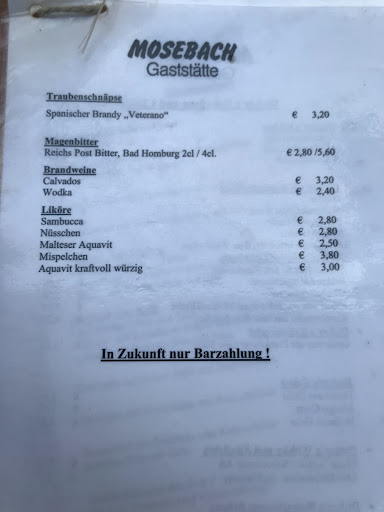 MOSEBACH
Gaststätte
Traubenschnäpse
Spanischer Brandy „Veterano“ € 3,20
Magenbitter
Reichs Post Bitter, Bad Homburg 2cl / 4cl. € 2,80 /5,60
Brandweine
Calvados € 3,20
Wodka € 2,40
Liköre
Sambucca € 2,80
Nüsschen € 2,80
Malteser Aquavit € 2,50
Mispelchen € 3,80
Aquavit kraftvoll würzig € 3,00
In Zukunft nur Barzahlung !